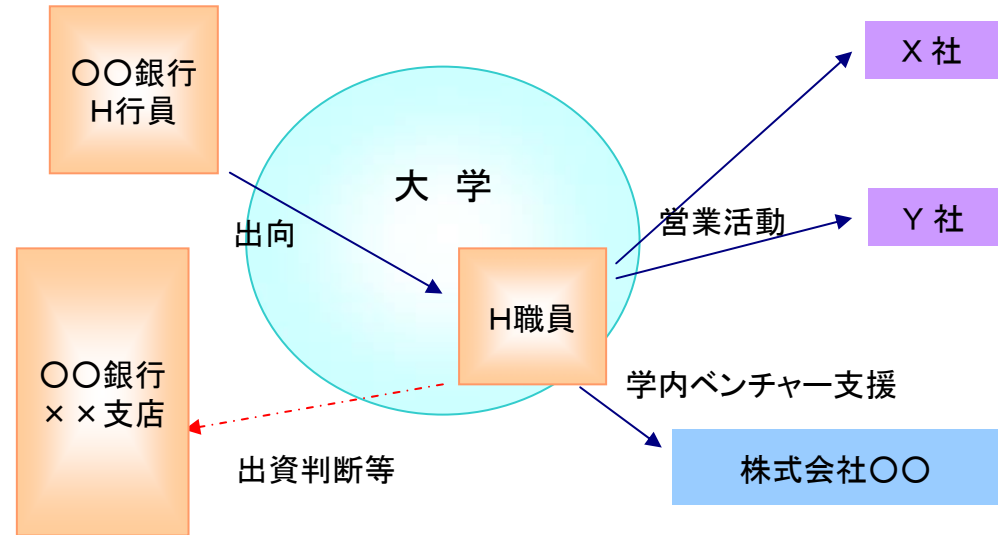 〇〇銀行
H行員
X 社
大 学
Y 社
出向
営業活動
H職員
〇〇銀行
××支店
学内ベンチャー支援
出資判断等
株式会社〇〇